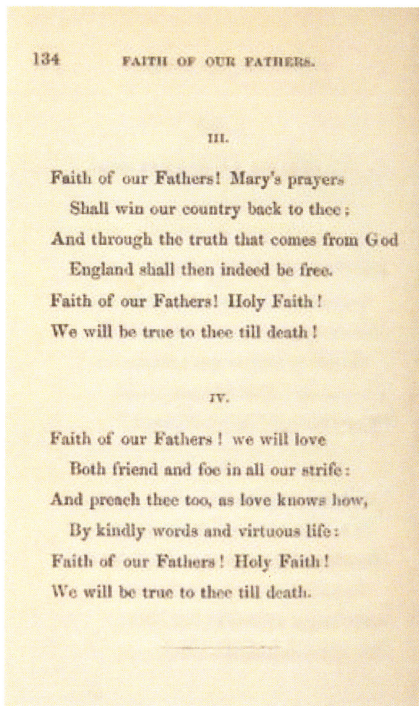 134 FAITH OF OUR FATHERS.
III.
Faith of our Fathers! Mary's prayers
Shall win our country back to thee;
And through the truth that comes from God
England shall then indeed be free.
Faith of our Fathers! Holy Faith!
We will be true to thee till death!
IV.
Faith of our Fathers! we will love
Both friend and foe in all our strife:
And preach thee too, as love knows how,
By kindly words and virtuous life:
Faith of our Fathers! Holy Faith!
We will be true to thee till death.